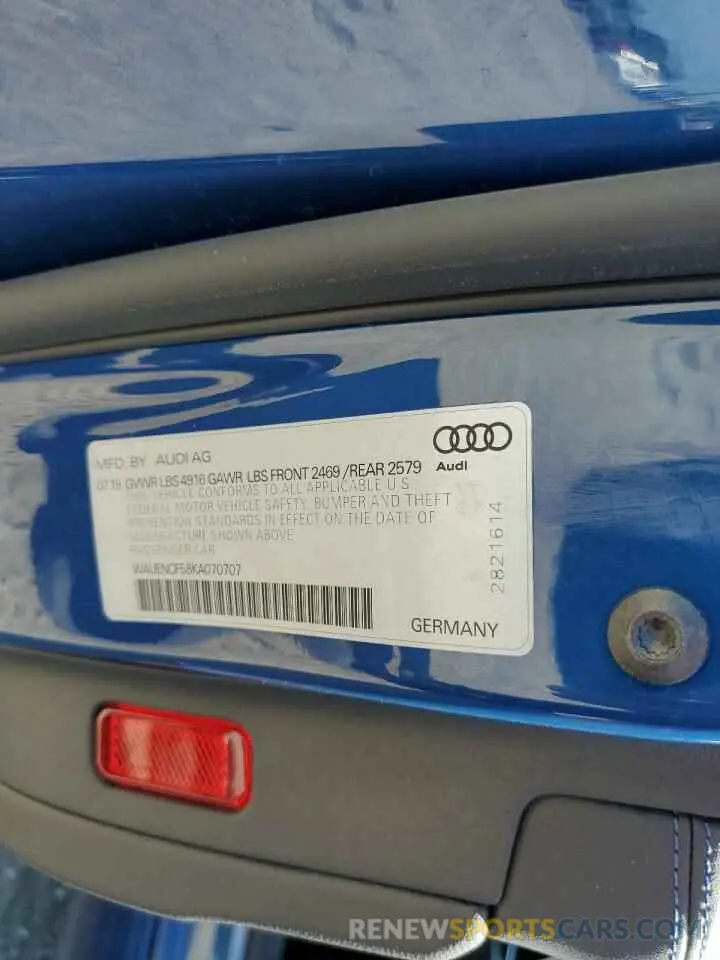 MFD. BY AUDI AG
Audi
07.19 GVWR LBS 4916 GAWR LBS FRONT 2469 /REAR 2579
THIS VEHICLE CONFORMS TO ALL APPLICABLE U.S.
FEDERAL MOTOR VEHICLE SAFETY, BUMPER AND THEFT
PREVENTION STANDARDS IN EFFECT ON THE DATE OF
MANUFACTURE SHOWN ABOVE
PASSENGER CAR
WAUENCF58KA070707
2821614
GERMANY
RENEWSPORTSCARS.COM